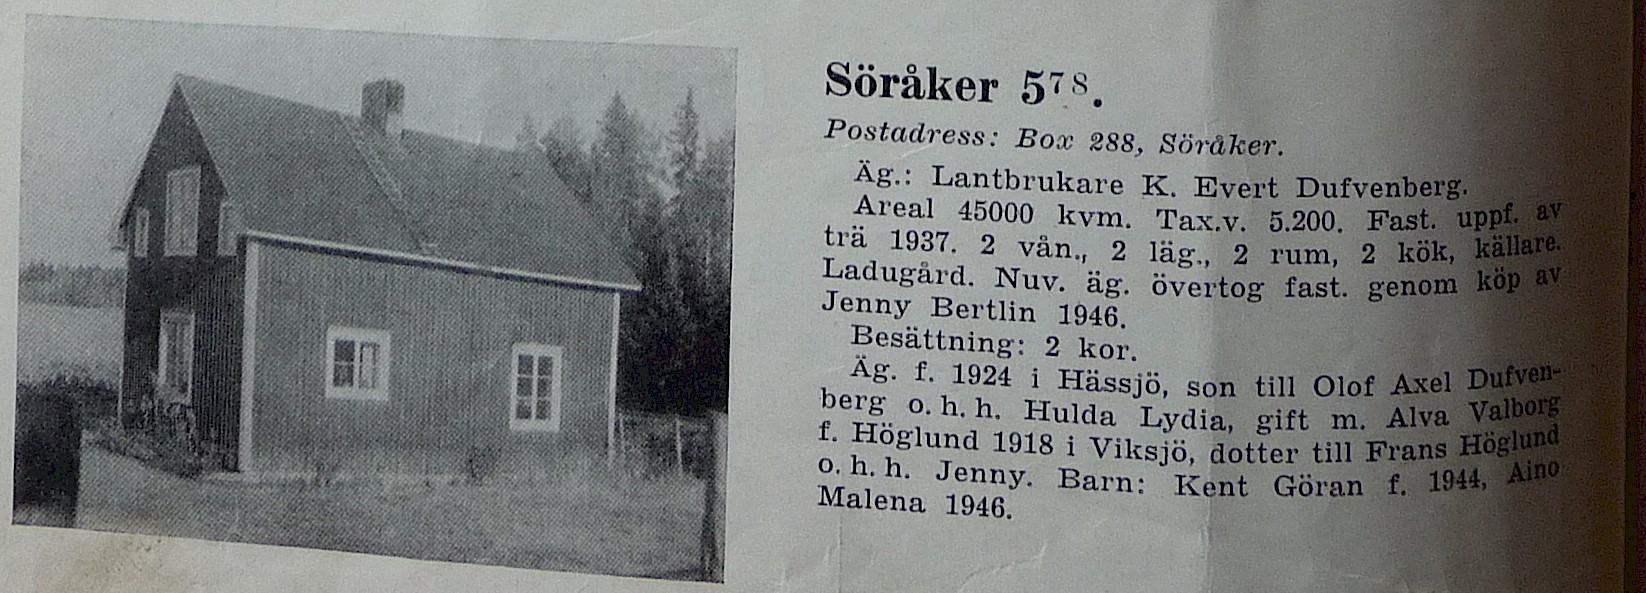 Söråker 5⁷⁸.
Postadress: Box 288, Söråker.
Äg.: Lantbrukare K. Evert Dufvenberg.
Areal 45000 kvm. Tax.v. 5.200. Fast. uppf. av
trä 1937. 2 vån., 2 läg., 2 rum, 2 kök, källare.
Ladugård. Nuv. äg. övertog fast. genom köp av
Jenny Bertlin 1946.
Besättning: 2 kor.
Äg. f. 1924 i Hässjö, son till Olof Axel Dufven-
berg o. h. h. Hulda Lydia, gift m. Alva Valborg
f. Höglund 1918 i Viksjö, dotter till Frans Höglund
o. h. h. Jenny. Barn: Kent Göran f. 1944, Aino
Malena 1946.